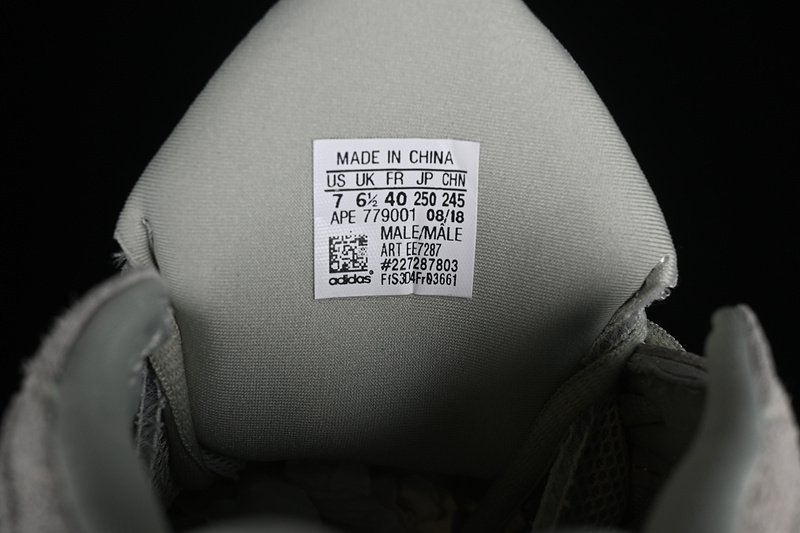 MADE IN CHINA
US UK FR JP CHN
7 6½ 40 250 245
APE 779001 08/18
MALE/MÂLE
ART EE7287
#227287803
adidas® FfS3D4Fr03661